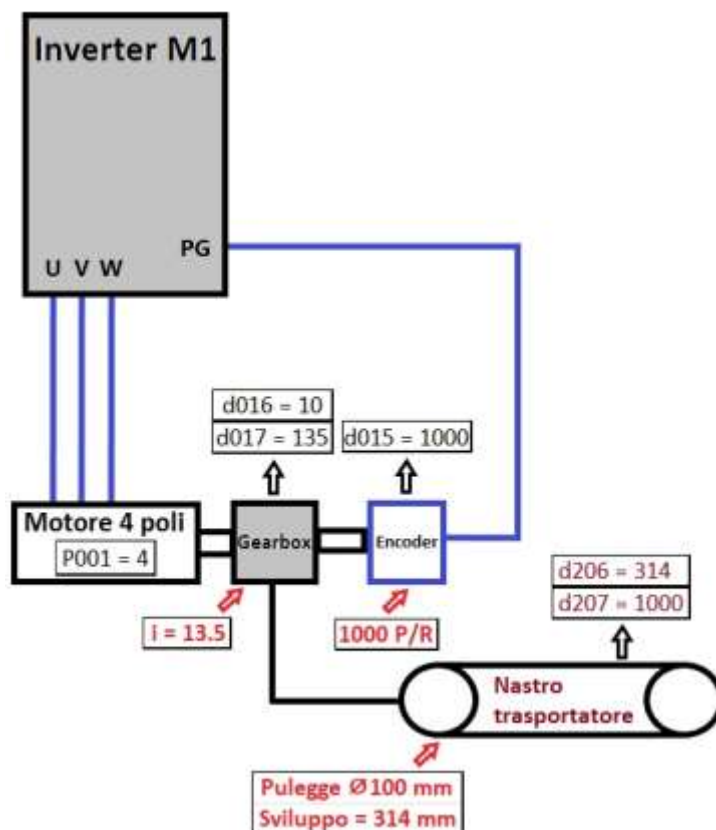 Inverter M1
PG
U V W
d016 = 10
d017 = 135
d015 = 1000
Motore 4 poli
P001 = 4
Gearbox
Encoder
d206 = 314
d207 = 1000
i = 13.5
1000 P/R
Nastro
trasportatore
Pulegge Ø100 mm
Sviluppo = 314 mm